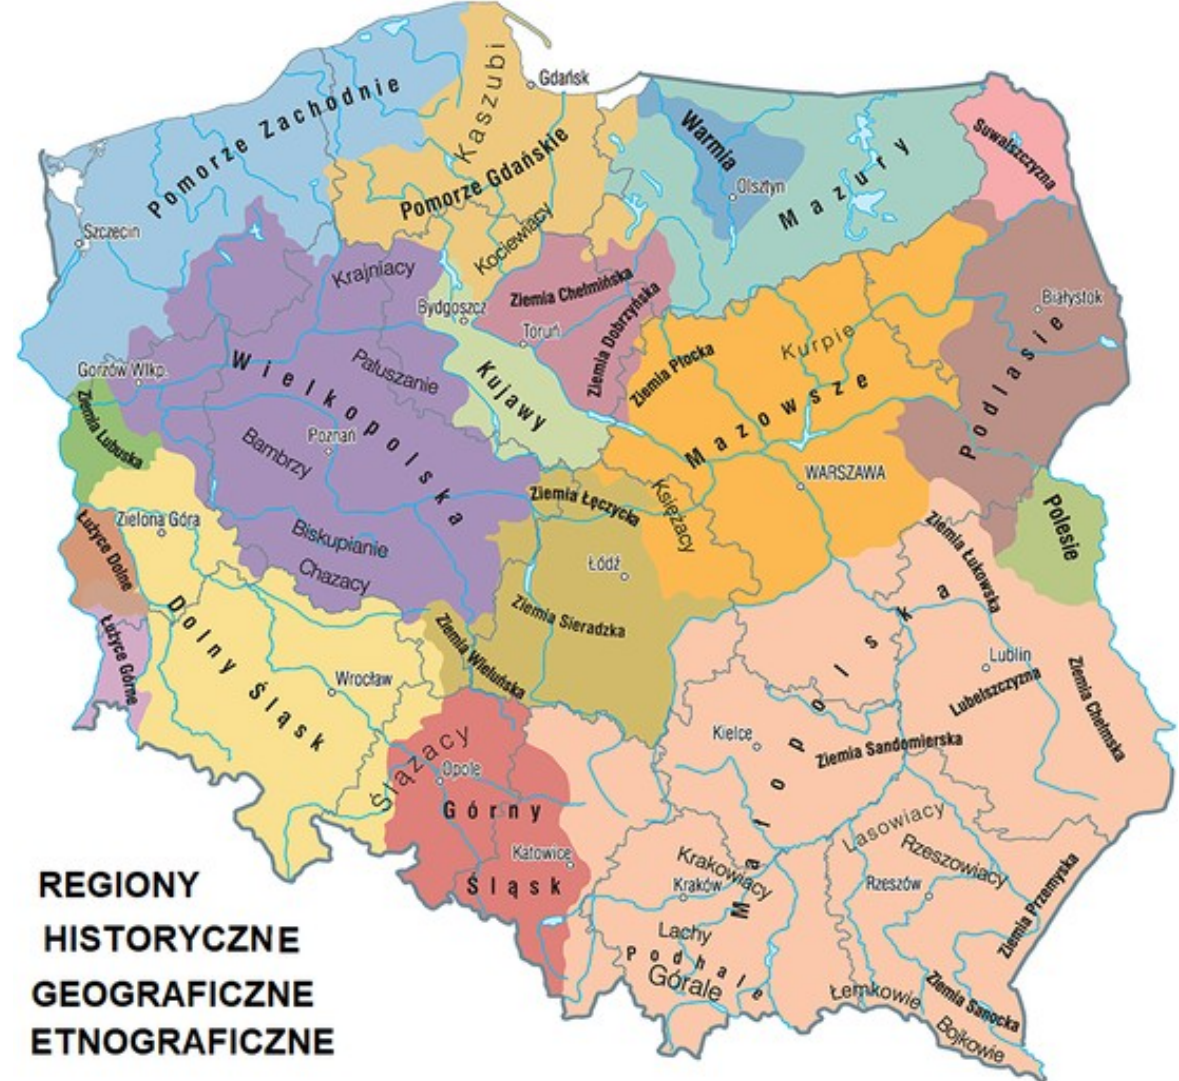 Kaszubi
Gdańsk
Pomorze Zachodnie
Warmia
Suwalszczyzna
Pomorze Gdańskie
Olsztyn
Mazury
Szczecin
Kociewiacy
Krajniacy
Ziemia Chełmińska
Bydgoszcz
Białystok
Toruń
Ziemia Dobrzyńska
Kurpie
Gorzów Wlkp.
Wielkopolska
Pałuszanie
Ziemia Płocka
Podlasie
Kujawy
Mazowsze
Ziemia Lubuska
Poznań
Bambrzy
WARSZAWA
Ziemia Łęczycka
Księżacy
Zielona Góra
Łużyce Dolne
Polesie
Biskupianie
Ziemia Łukowska
Chazacy
Łódź
Dolny Śląsk
Ziemia Sieradzka
Małopolska
Łużyce Górne
Ziemia Wieluńska
Lublin
Wrocław
Lubelszczyzna
Ziemia Chełmska
Kielce
Ziemia Sandomierska
Ślązacy
Opole
Górny
Śląsk
Katowice
Lasowiacy
Krakowiacy
Rzeszowiacy
Kraków
Rzeszów
Ziemia Przemyska
Lachy
Podhale
Górale
Łemkowie
Ziemia Sanocka
Bojkowie
REGIONY
HISTORYCZNE
GEOGRAFICZNE
ETNOGRAFICZNE